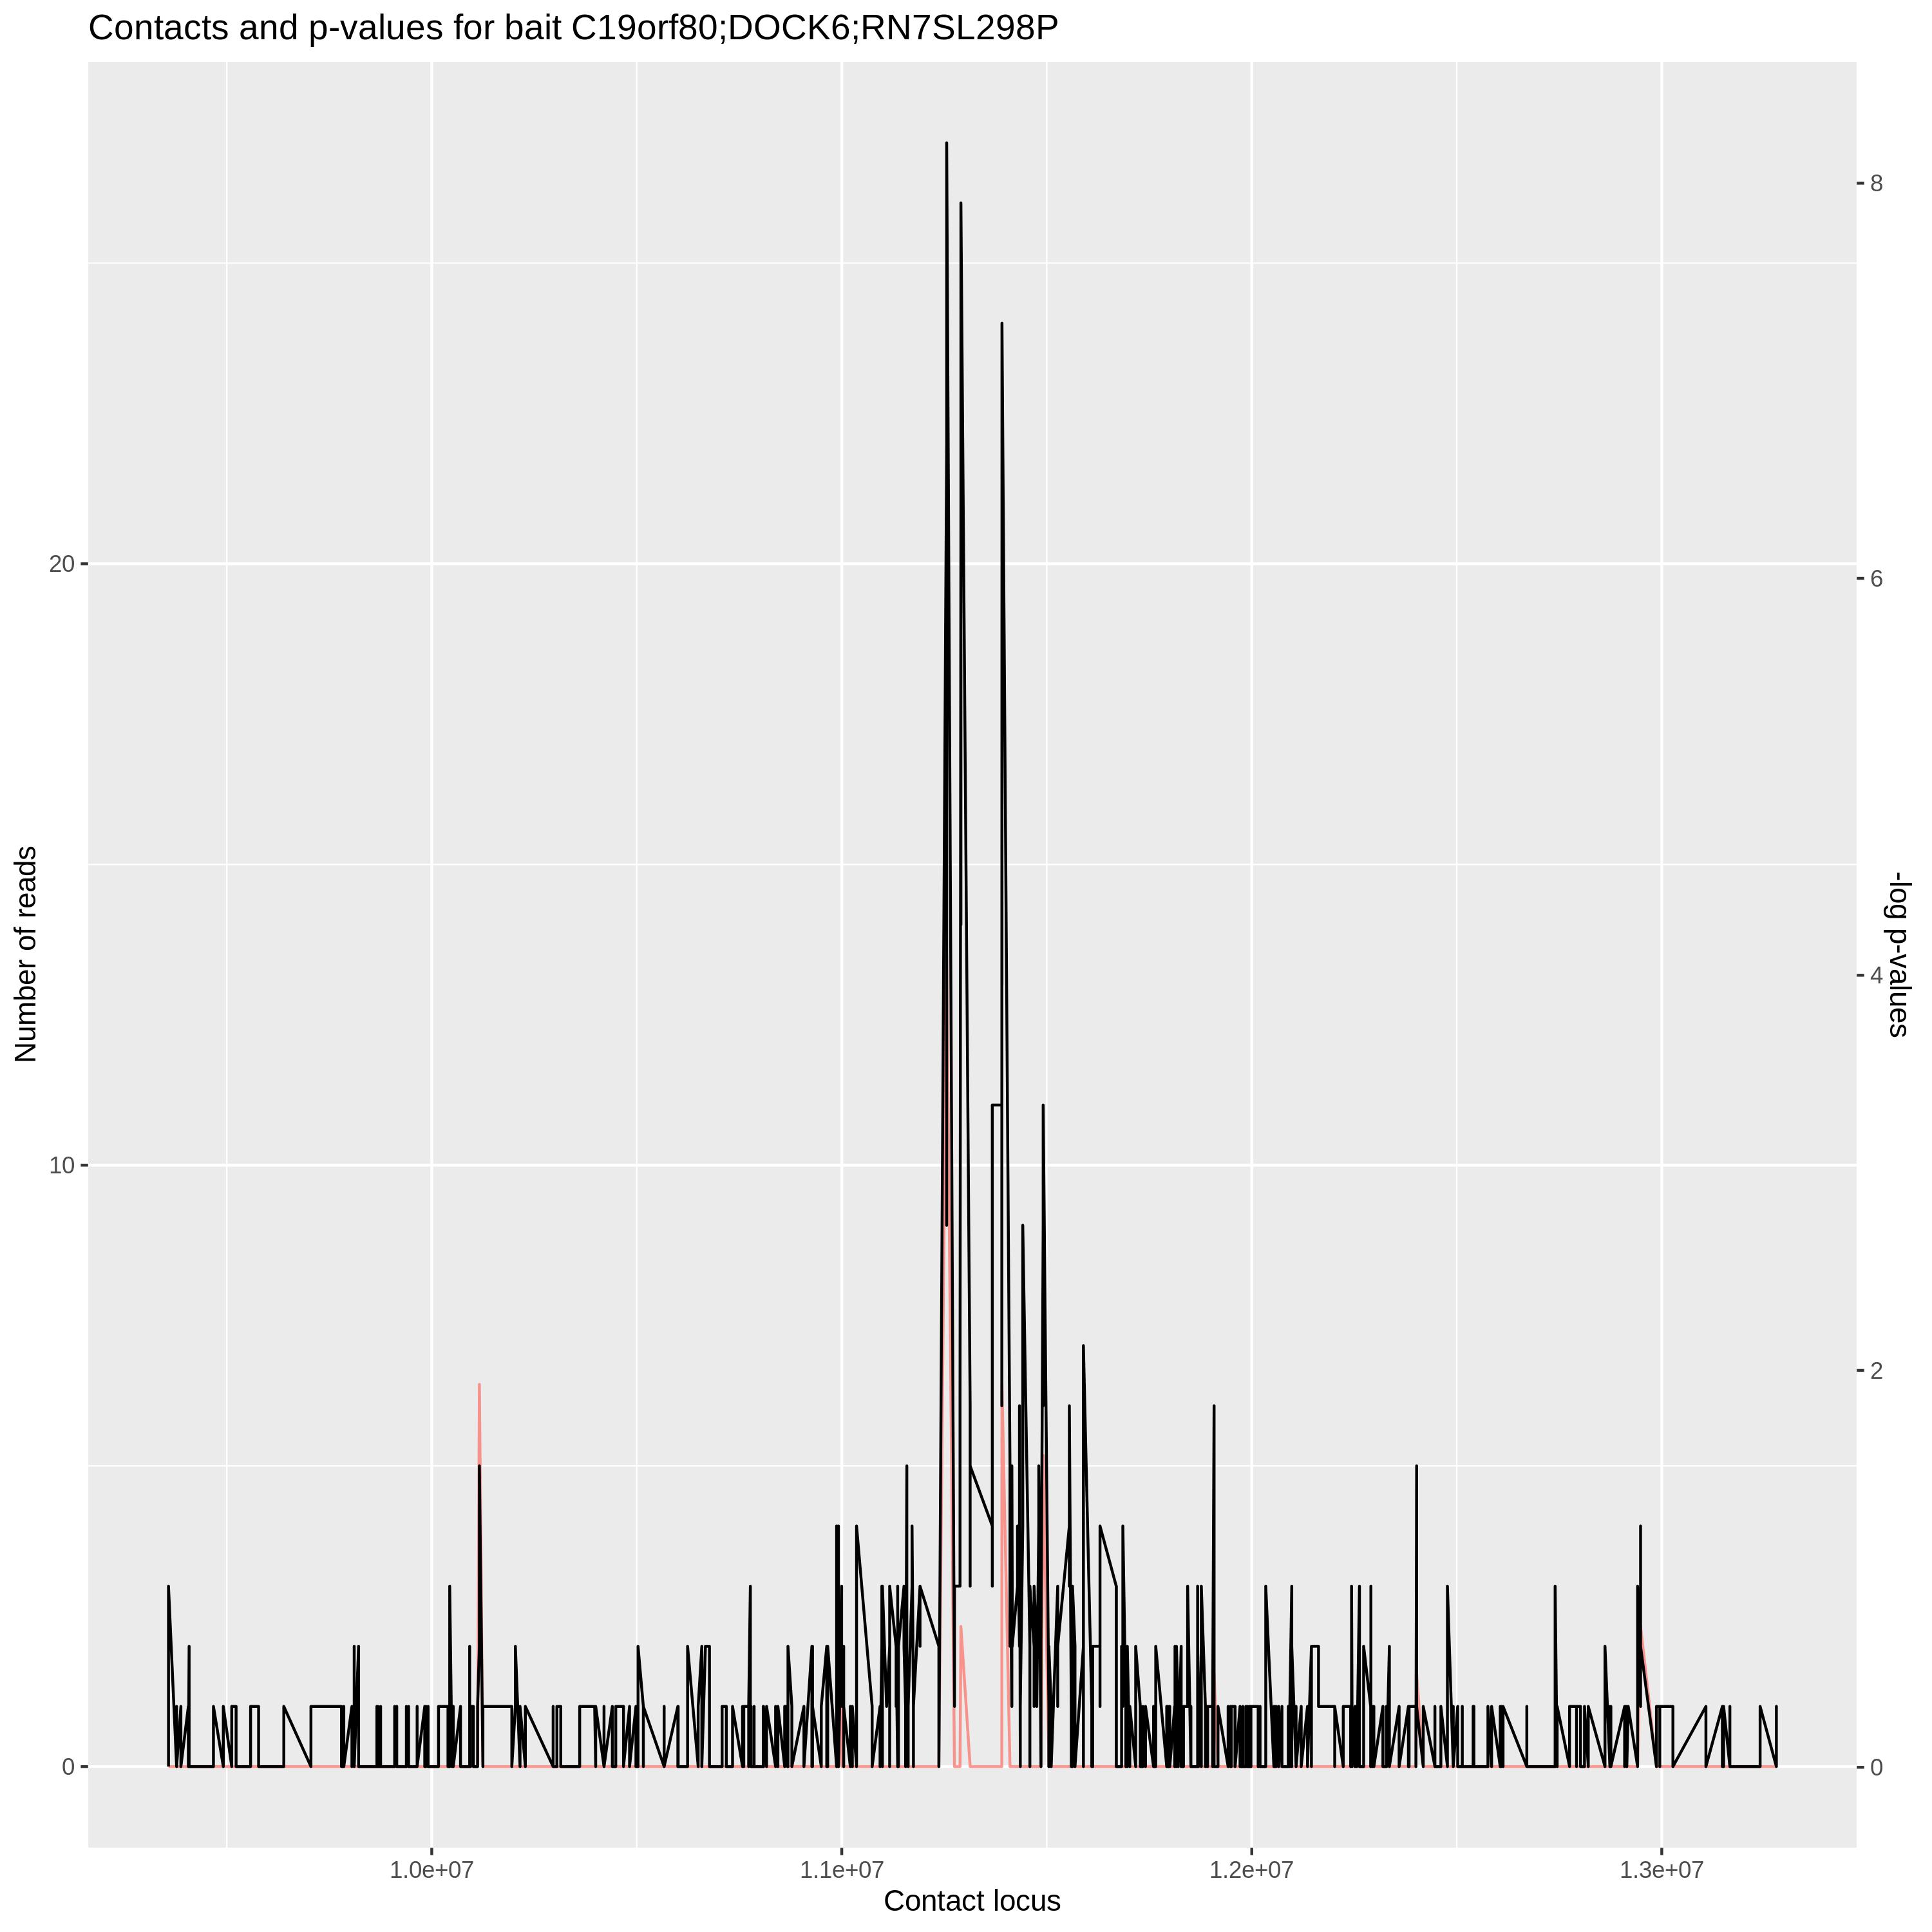 Contacts and p-values for bait C19orf80;DOCK6;RN7SL298P
Number of reads
20
10
0
8
6
4
2
0
-log p-values
1.0e+07 1.1e+07 1.2e+07 1.3e+07
Contact locus